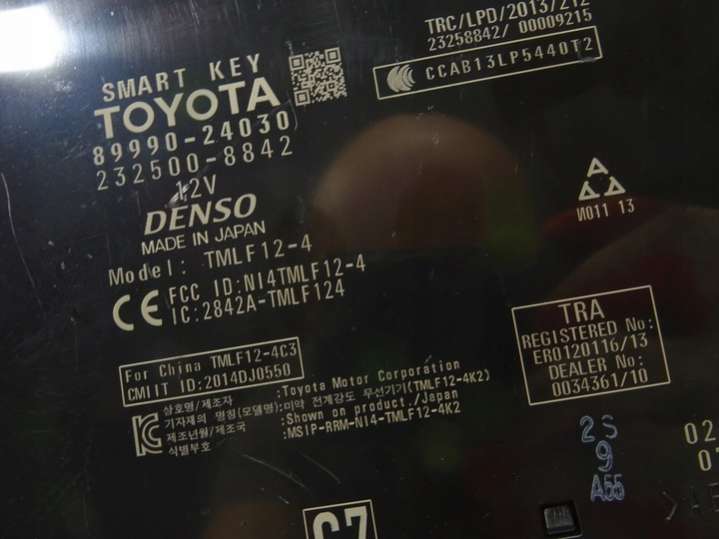 SMART KEY
TOYOTA
89990-24030
232500-8842
12V
DENSO
MADE IN JAPAN
Model: TMLF12-4
CE FCC ID:NI4TMLF12-4
IC:2842A-TMLF124
For China TMLF12-4C3
CMIIT ID:2014DJ0550
상호명/제조자 :Toyota Motor Corporation
기자재의 명칭(모델명):미약 전계강도 무선기기(TMLF12-4K2)
제조년월/제조국 :Shown on product./Japan
식별부호 :MSIP-RRM-NI4-TMLF12-4K2
TRC/LPD/2013/212
23258842/ 00009215
CCAB13LP5440T2
И011 13
TRA
REGISTERED No:
ER0120116/13
DEALER No:
0034361/10
2S
9
A55
02
C7